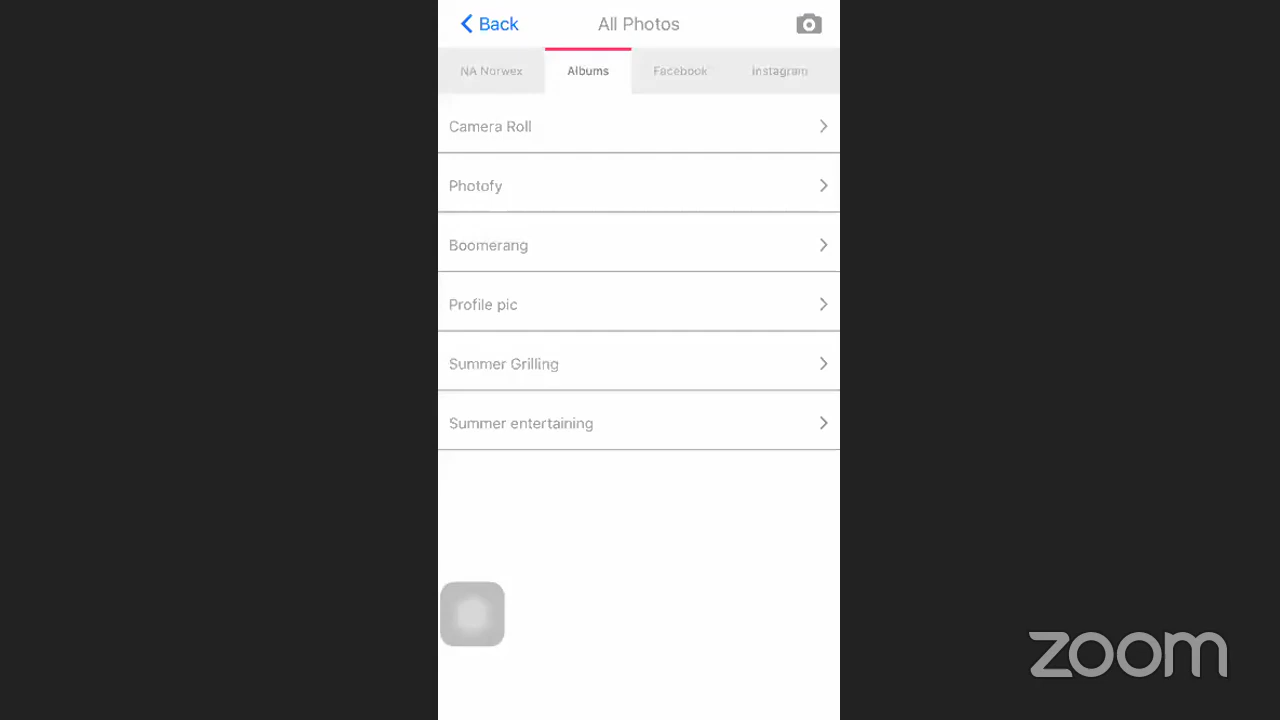 Back
All Photos
NA Norwex
Albums
Facebook
Instagram
Camera Roll
Photofy
Boomerang
Profile pic
Summer Grilling
Summer entertaining
zoom